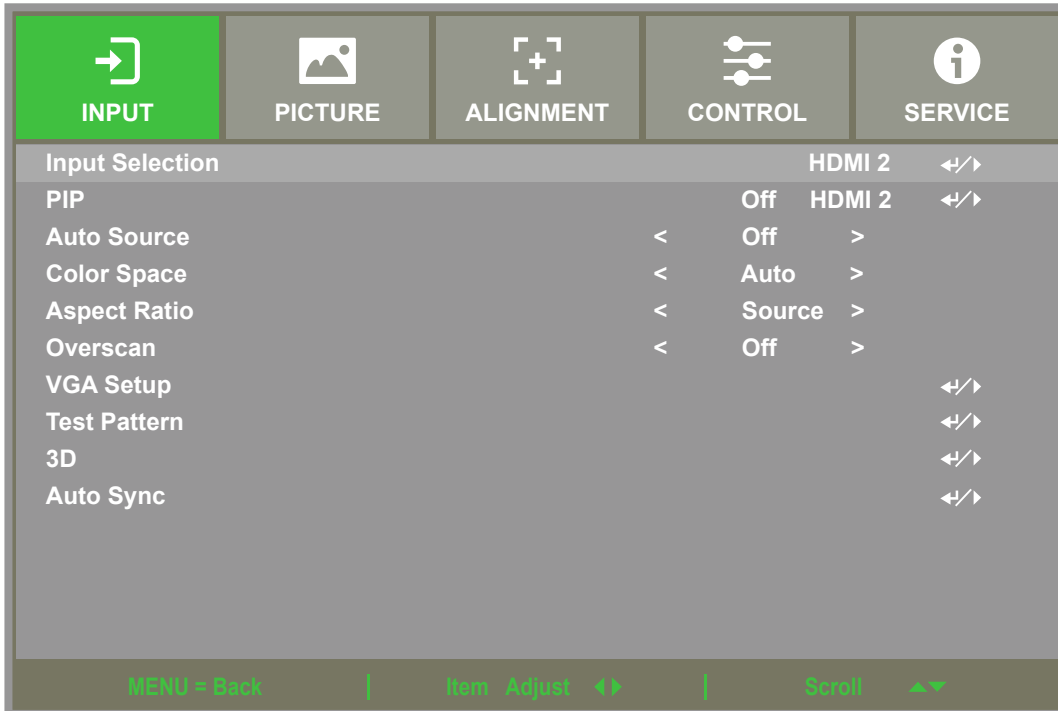 INPUT PICTURE ALIGNMENT CONTROL SERVICE
Input Selection HDMI 2
PIP Off HDMI 2
Auto Source < Off >
Color Space < Auto >
Aspect Ratio < Source >
Overscan < Off >
VGA Setup
Test Pattern
3D
Auto Sync
MENU = Back | Item Adjust | Scroll